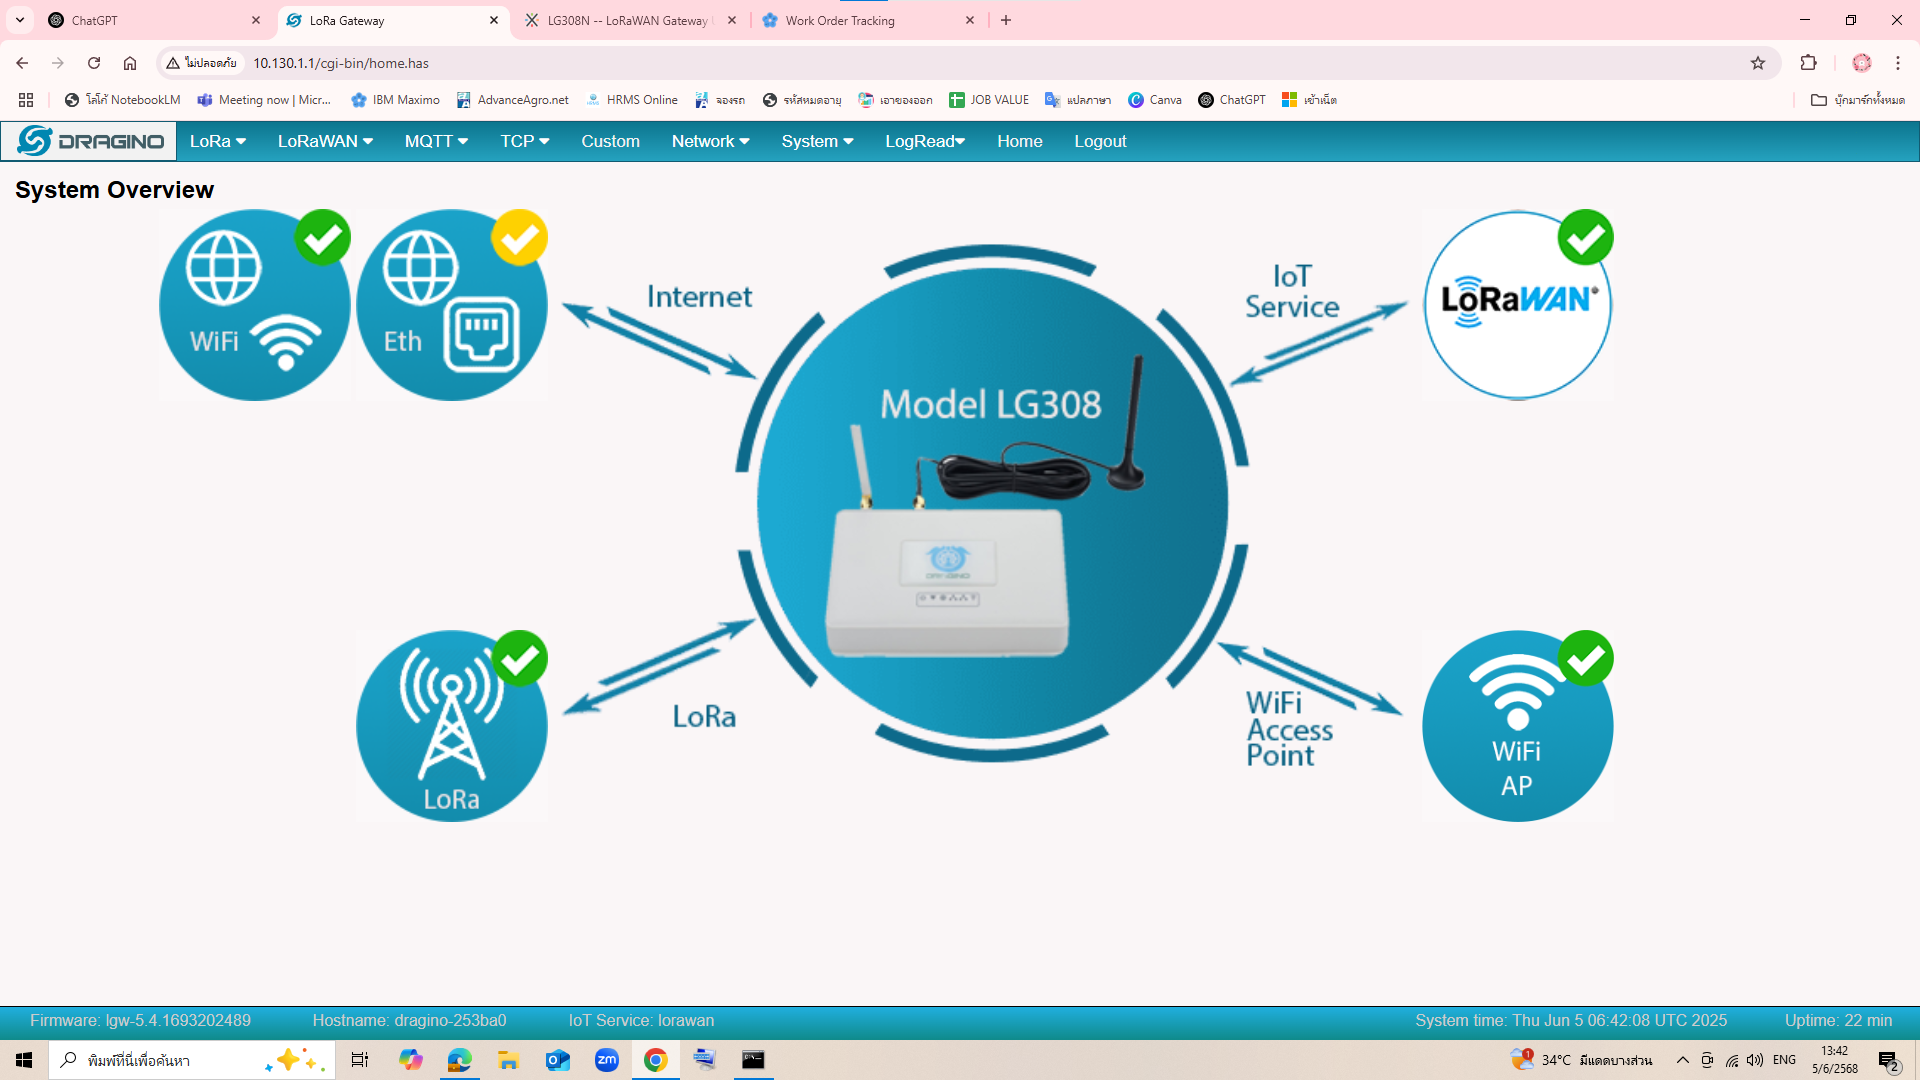 ChatGPT
LoRa Gateway
LG308N -- LoRaWAN Gateway
Work Order Tracking
ไม่ปลอดภัย
10.130.1.1/cgi-bin/home.has
โลโก้ NotebookLM
Meeting now | Micr...
IBM Maximo
AdvanceAgro.net
HRMS Online
จองรถ
รหัสหมดอายุ
เอาของออก
JOB VALUE
แปลภาษา
Canva
ChatGPT
เช้าเน็ต
บุ๊กมาร์กทั้งหมด
DRAGINO
LoRa
LoRaWAN
MQTT
TCP
Custom
Network
System
LogRead
Home
Logout
System Overview
WiFi
Eth
Internet
IoT
Service
LoRaWAN
Model LG308
DRAGINO
LoRa
LoRa
WiFi
Access
Point
WiFi
AP
Firmware: lgw-5.4.1693202489
Hostname: dragino-253ba0
IoT Service: lorawan
System time: Thu Jun 5 06:42:08 UTC 2025
Uptime: 22 min
พิมพ์ที่นี่เพื่อค้นหา
zm
1
34°C มีแดดบางส่วน
ENG
13:42
5/6/2568
2